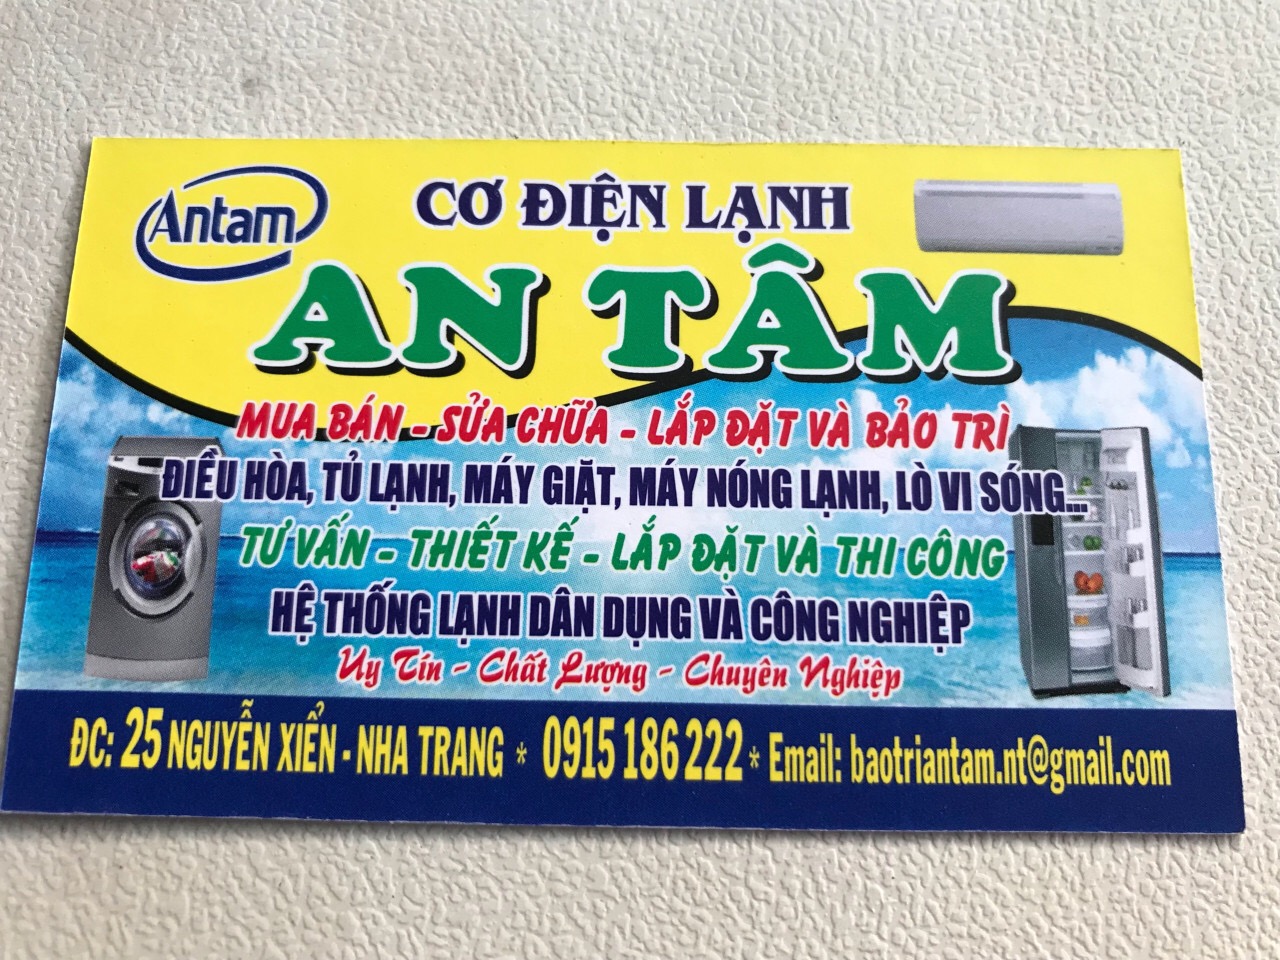 Antam
CƠ ĐIỆN LẠNH
AN TÂM
MUA BÁN - SỬA CHỮA - LẮP ĐẶT VÀ BẢO TRÌ
ĐIỀU HÒA, TỦ LẠNH, MÁY GIẶT, MÁY NÓNG LẠNH, LÒ VI SÓNG...
TƯ VẤN - THIẾT KẾ - LẮP ĐẶT VÀ THI CÔNG
HỆ THỐNG LẠNH DÂN DỤNG VÀ CÔNG NGHIỆP
Uy Tín - Chất Lượng - Chuyên Nghiệp
ĐC: 25 NGUYỄN XIỂN - NHA TRANG * 0915 186 222 * Email: baotriantam.nt@gmail.com